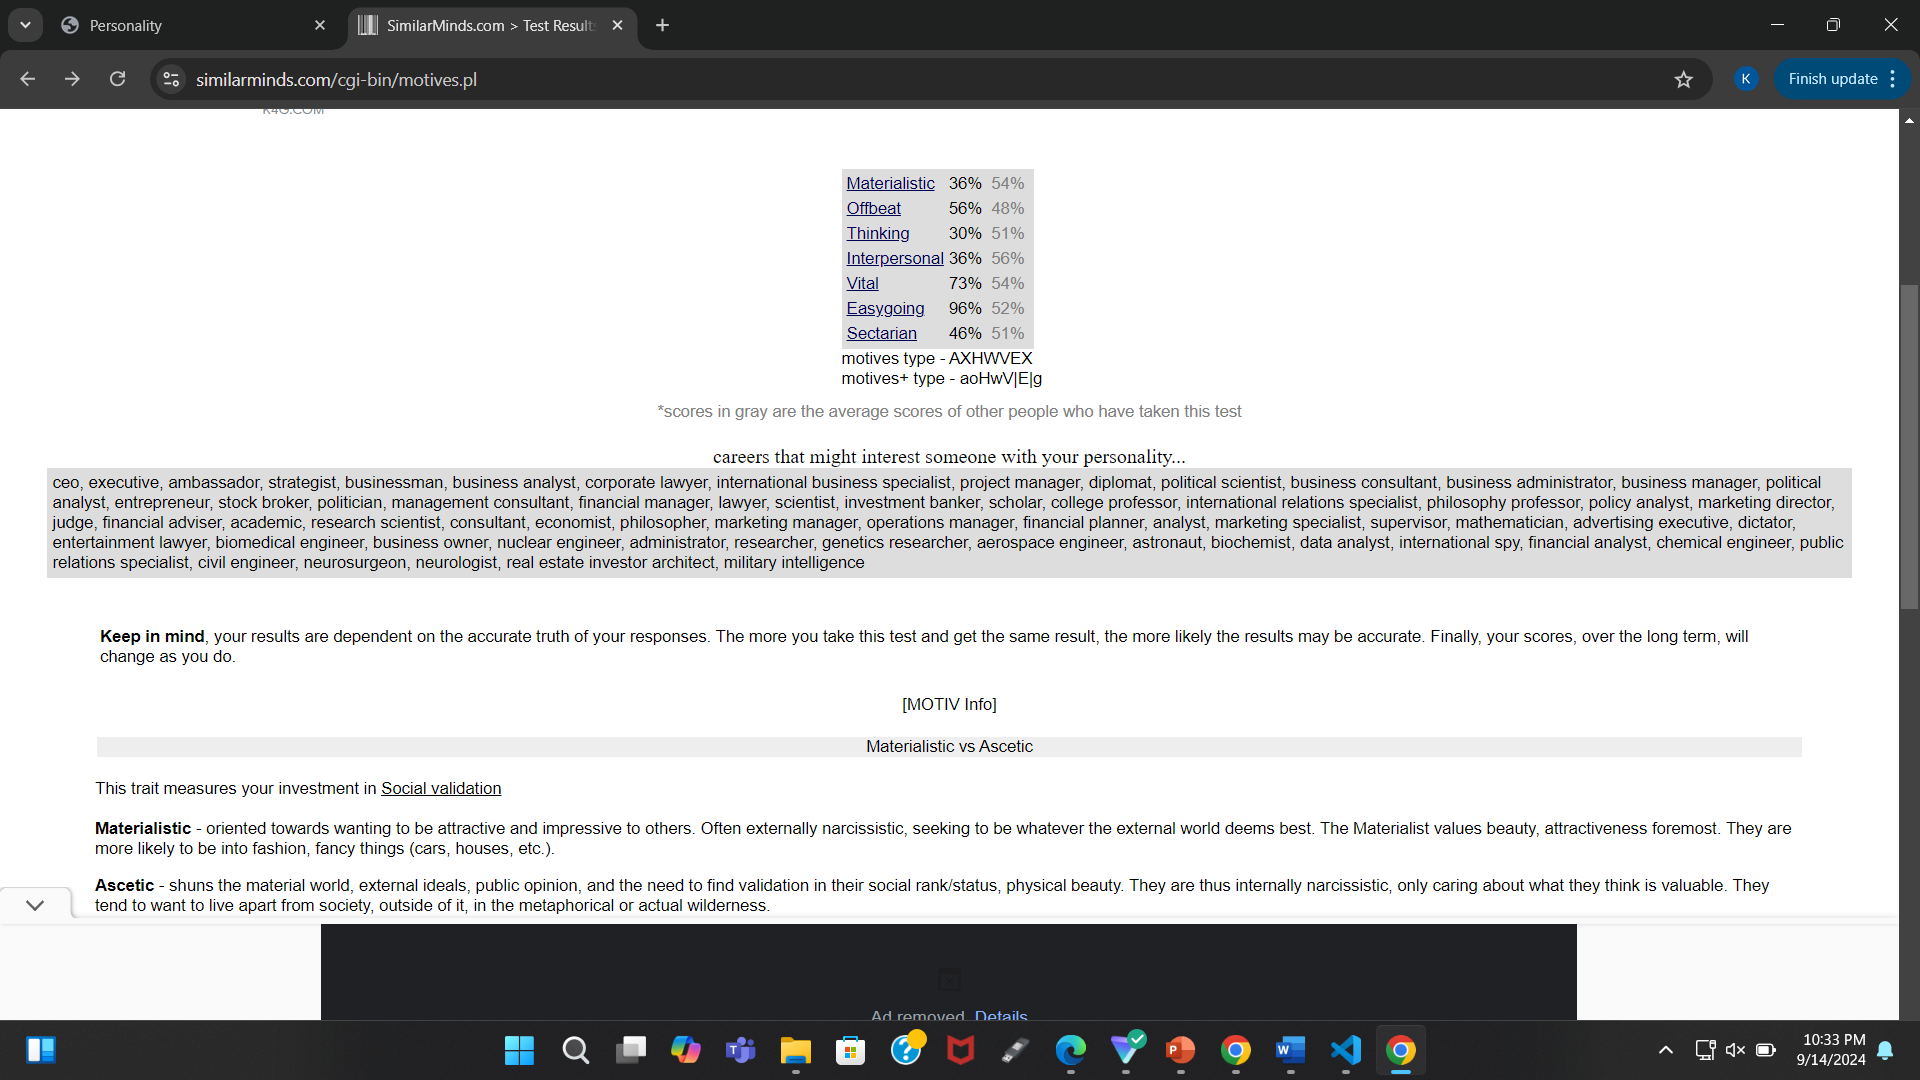 Personality
SimilarMinds.com > Test Results
similarminds.com/cgi-bin/motives.pl
K
Finish update
K4G.COM
Materialistic 36% 54%
Offbeat 56% 48%
Thinking 30% 51%
Interpersonal 36% 56%
Vital 73% 54%
Easygoing 96% 52%
Sectarian 46% 51%
motives type - AXHWVEX
motives+ type - aoHwV|E|g
*scores in gray are the average scores of other people who have taken this test
careers that might interest someone with your personality...
ceo, executive, ambassador, strategist, businessman, business analyst, corporate lawyer, international business specialist, project manager, diplomat, political scientist, business consultant, business administrator, business manager, political
analyst, entrepreneur, stock broker, politician, management consultant, financial manager, lawyer, scientist, investment banker, scholar, college professor, international relations specialist, philosophy professor, policy analyst, marketing director,
judge, financial adviser, academic, research scientist, consultant, economist, philosopher, marketing manager, operations manager, financial planner, analyst, marketing specialist, supervisor, mathematician, advertising executive, dictator,
entertainment lawyer, biomedical engineer, business owner, nuclear engineer, administrator, researcher, genetics researcher, aerospace engineer, astronaut, biochemist, data analyst, international spy, financial analyst, chemical engineer, public
relations specialist, civil engineer, neurosurgeon, neurologist, real estate investor architect, military intelligence
Keep in mind, your results are dependent on the accurate truth of your responses. The more you take this test and get the same result, the more likely the results may be accurate. Finally, your scores, over the long term, will
change as you do.
[MOTIV Info]
Materialistic vs Ascetic
This trait measures your investment in Social validation
Materialistic - oriented towards wanting to be attractive and impressive to others. Often externally narcissistic, seeking to be whatever the external world deems best. The Materialist values beauty, attractiveness foremost. They are
more likely to be into fashion, fancy things (cars, houses, etc.).
Ascetic - shuns the material world, external ideals, public opinion, and the need to find validation in their social rank/status, physical beauty. They are thus internally narcissistic, only caring about what they think is valuable. They
tend to want to live apart from society, outside of it, in the metaphorical or actual wilderness.
Ad removed. Details
10:33 PM
9/14/2024